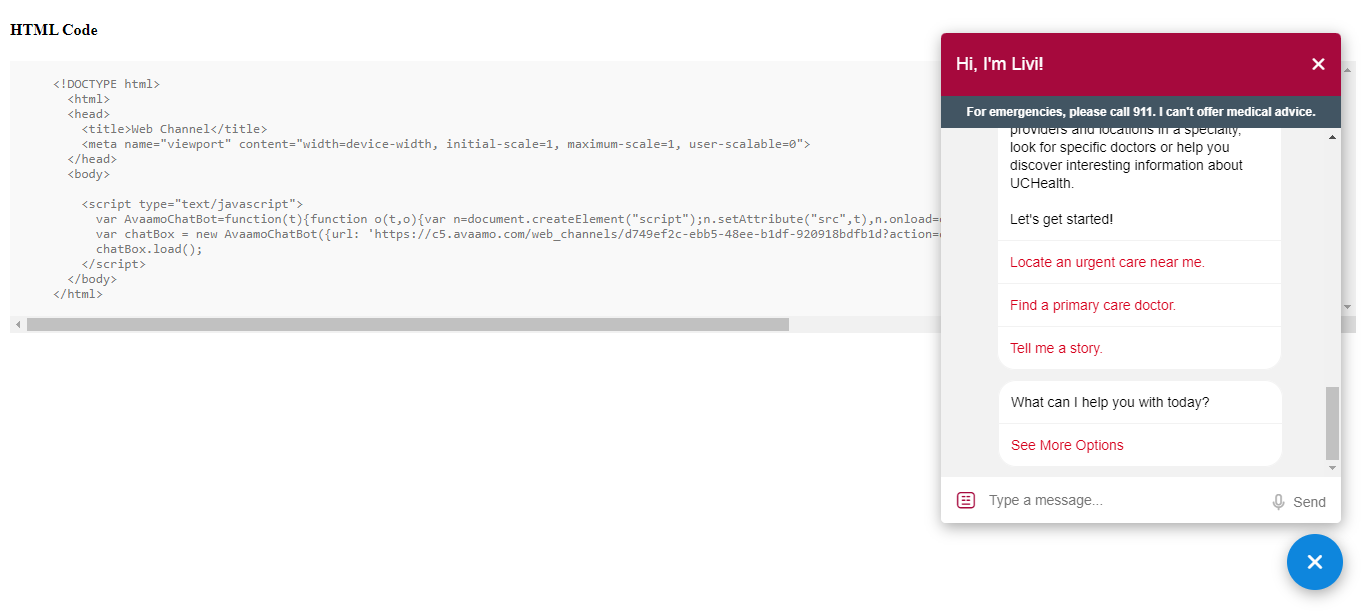 HTML Code
<!DOCTYPE html>
<html>
<head>
<title>Web Channel</title>
<meta name="viewport" content="width=device-width, initial-scale=1, maximum-scale=1, user-scalable=0">
</head>
<body>
<script type="text/javascript">
var AvaamoChatBot=function(t){function o(t,o){var n=document.createElement("script");n.setAttribute("src",t),n.onload=
var chatBox = new AvaamoChatBot({url: 'https://c5.avaamo.com/web_channels/d749ef2c-ebb5-48ee-b1df-920918bdfb1d?action=
chatBox.load();
</script>
</body>
</html>
Hi, I'm Livi!
For emergencies, please call 911. I can't offer medical advice.
providers and locations in a specialty,
look for specific doctors or help you
discover interesting information about
UCHealth.
Let's get started!
Locate an urgent care near me.
Find a primary care doctor.
Tell me a story.
What can I help you with today?
See More Options
Type a message...
Send